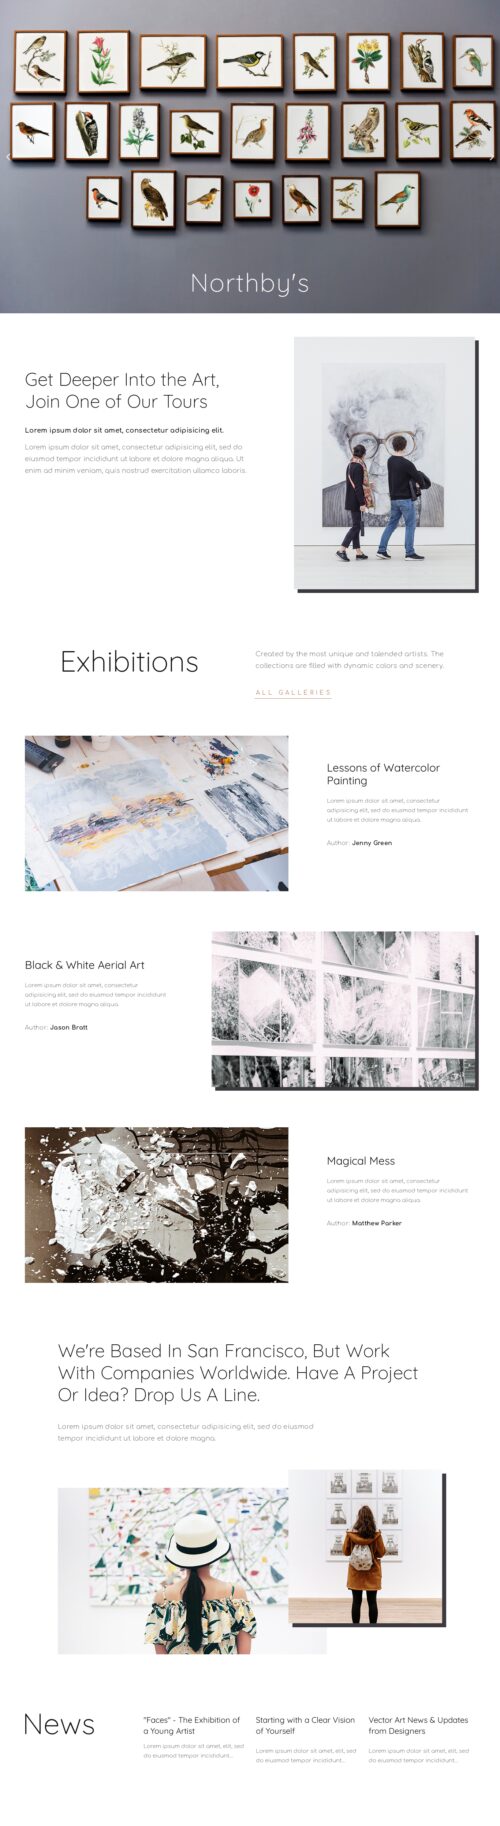 Northby's
Get Deeper Into the Art,
Join One of Our Tours
Lorem ipsum dolor sit amet, consectetur adipisicing elit.
Lorem ipsum dolor sit amet, consectetur adipisicing elit, sed do
eiusmod tempor incididunt ut labore et dolore magna aliqua. Ut
enim ad minim veniam, quis nostrud exercitation ullamco laboris.
Exhibitions
Created by the most unique and talended artists. The
collections are filled with dynamic colors and scenery.
ALL GALLERIES
Lessons of Watercolor
Painting
Lorem ipsum dolor sit amet, consectetur
adipisicing elit, sed do eiusmod tempor incididunt
ut labore et dolore magna aliqua.
Author: Jenny Green
Black & White Aerial Art
Lorem ipsum dolor sit amet, consectetur
adipisicing elit, sed do eiusmod tempor incididunt
ut labore et dolore magna aliqua.
Author: Jason Bratt
Magical Mess
Lorem ipsum dolor sit amet, consectetur
adipisicing elit, sed do eiusmod tempor incididunt
ut labore et dolore magna aliqua.
Author: Matthew Parker
We're Based In San Francisco, But Work
With Companies Worldwide. Have A Project
Or Idea? Drop Us A Line.
Lorem ipsum dolor sit amet, consectetur adipisicing elit, sed do eiusmod
tempor incididunt ut labore et dolore magna.
News
"Faces" - The Exhibition of
a Young Artist
Lorem ipsum dolor sit amet, sed
do eiusmod tempor incididunt...
Starting with a Clear Vision
of Yourself
Lorem ipsum dolor sit amet, sed
do eiusmod tempor incididunt...
Vector Art News & Updates
from Designers
Lorem ipsum dolor sit amet, sed
do eiusmod tempor incididunt...